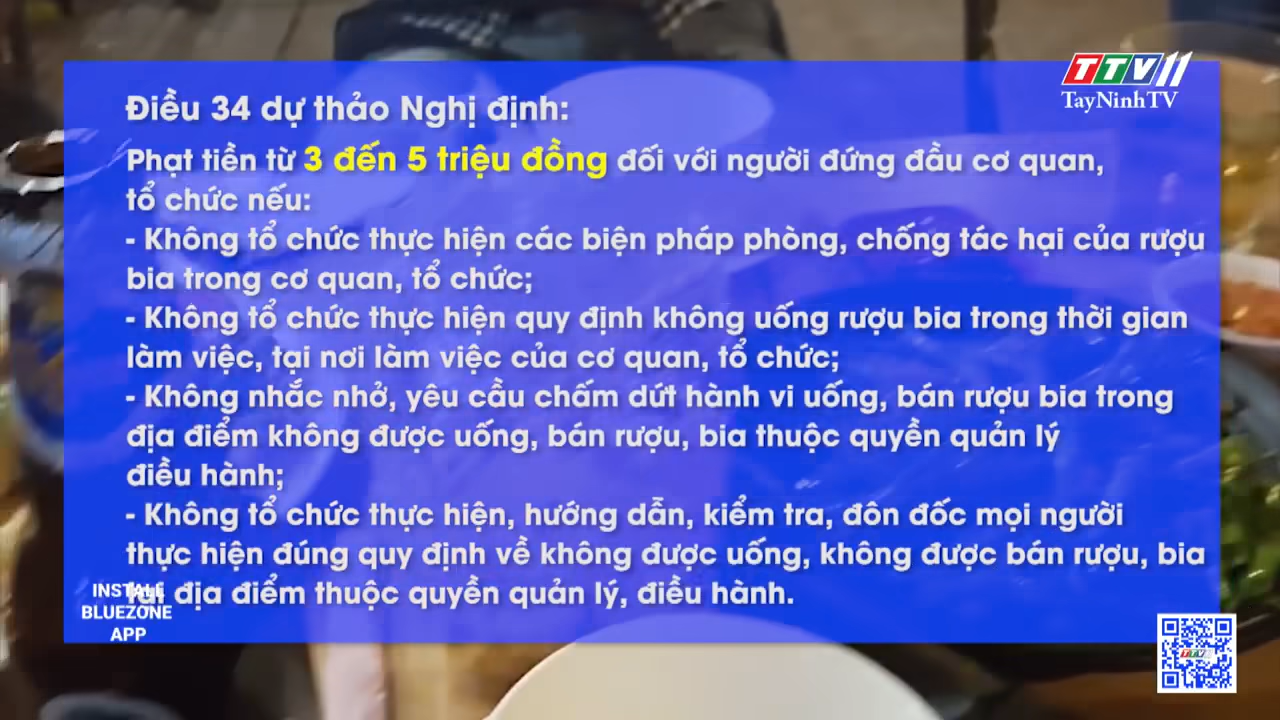 TTV11
TayNinhTV
Điều 34 dự thảo Nghị định:
Phạt tiền từ 3 đến 5 triệu đồng đối với người đứng đầu cơ quan,
tổ chức nếu:
- Không tổ chức thực hiện các biện pháp phòng, chống tác hại của rượu
bia trong cơ quan, tổ chức;
- Không tổ chức thực hiện quy định không uống rượu bia trong thời gian
làm việc, tại nơi làm việc của cơ quan, tổ chức;
- Không nhắc nhở, yêu cầu chấm dứt hành vi uống, bán rượu bia trong
địa điểm không được uống, bán rượu, bia thuộc quyền quản lý
điều hành;
- Không tổ chức thực hiện, hướng dẫn, kiểm tra, đôn đốc mọi người
thực hiện đúng quy định về không được uống, không được bán rượu, bia
tại địa điểm thuộc quyền quản lý, điều hành.
INSTALL
BLUEZONE
APP
TTV11